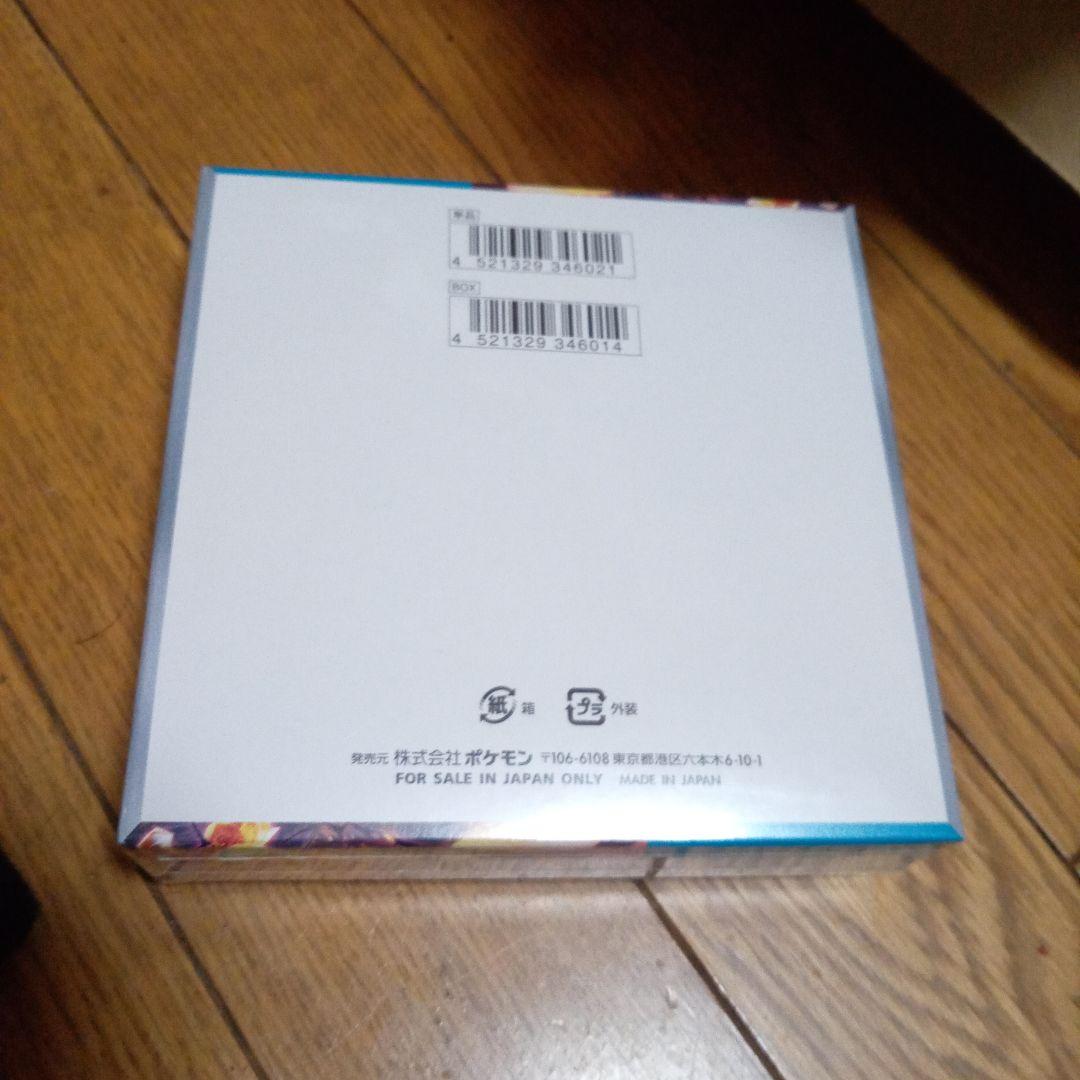 単品
4 521329 346021
BOX
4 521329 346014
紙 箱 プラ 外装
発売元 株式会社ポケモン 〒106-6108 東京都港区六本木6-10-1
FOR SALE IN JAPAN ONLY MADE IN JAPAN